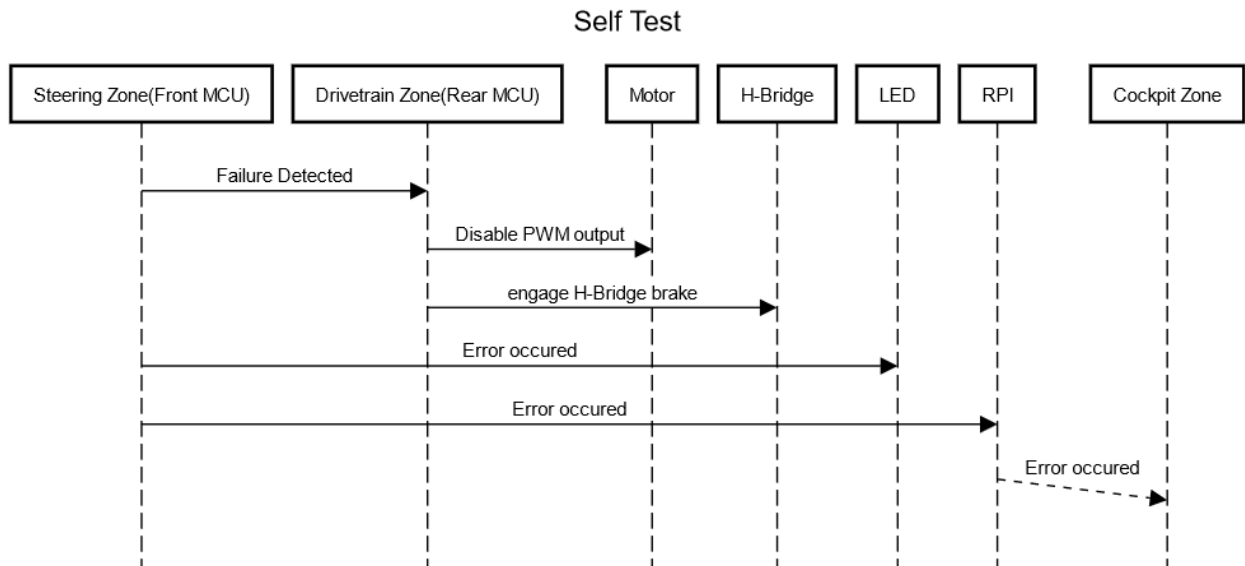 Self Test
Steering Zone(Front MCU)
Drivetrain Zone(Rear MCU)
Motor
H-Bridge
LED
RPI
Cockpit Zone
Failure Detected
Disable PWM output
engage H-Bridge brake
Error occured
Error occured
Error occured